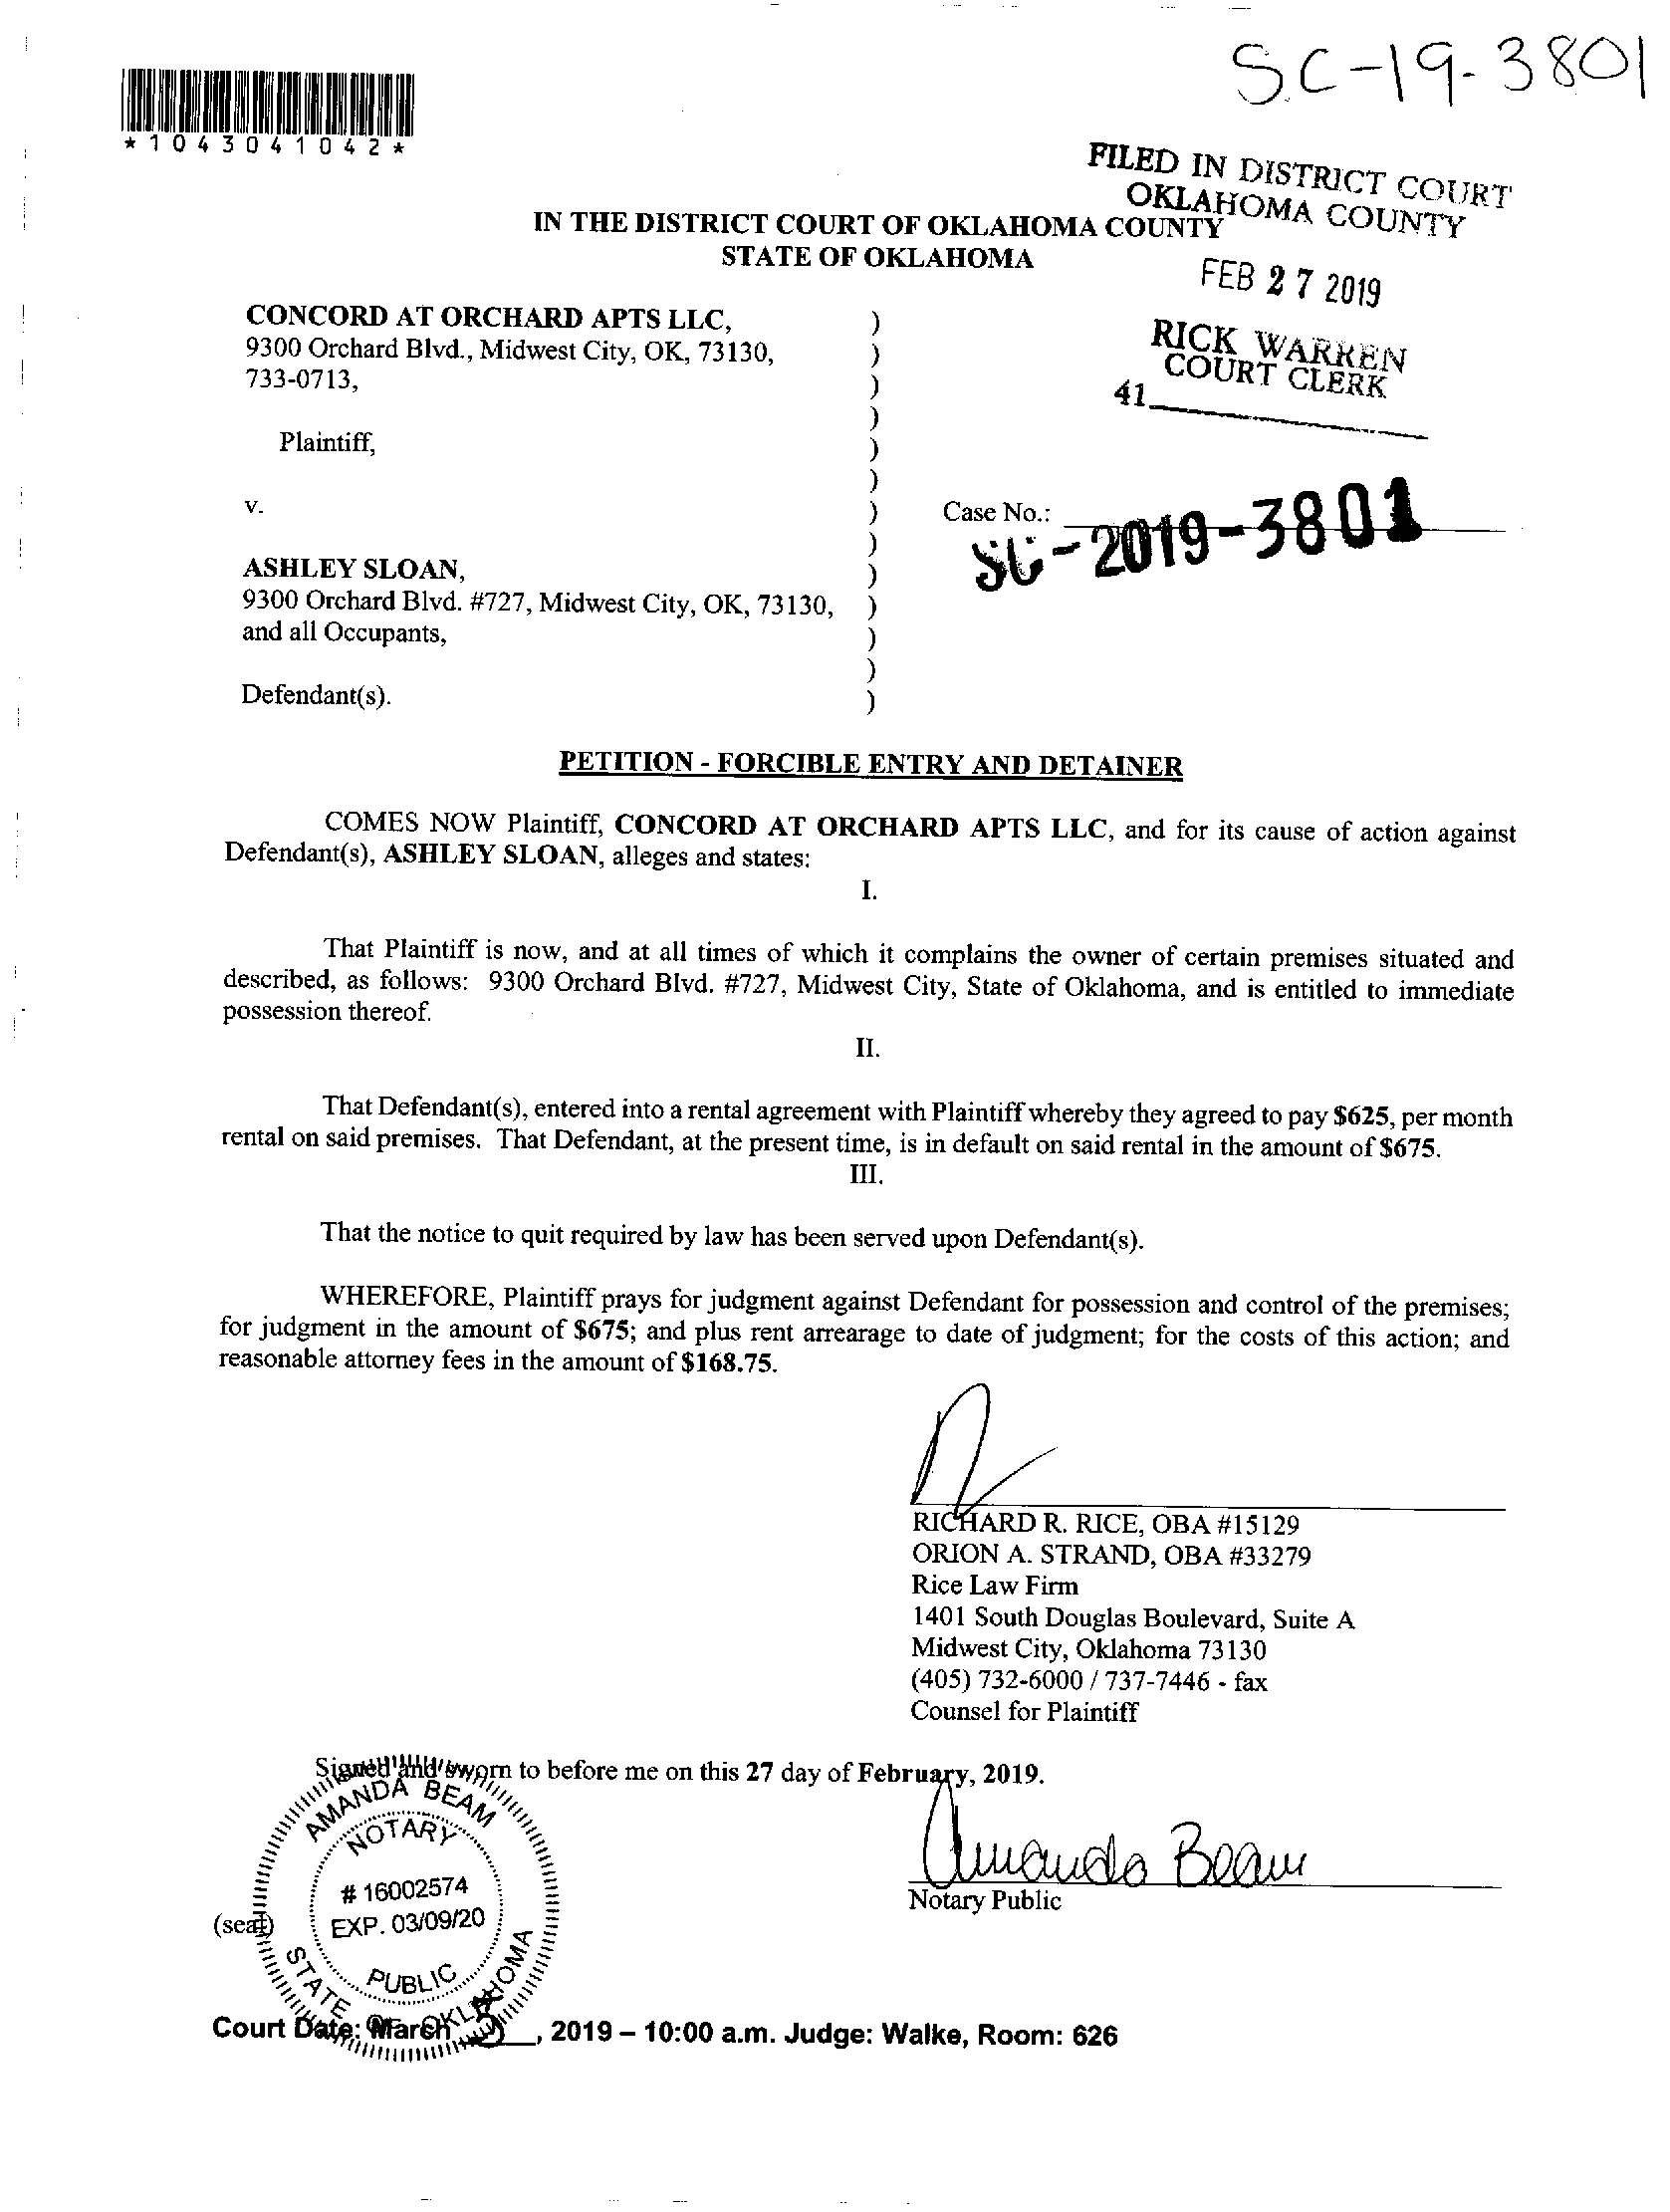 SC-19-3801
*1043041042*
FILED IN DISTRICT COURT
OKLAHOMA COUNTY
IN THE DISTRICT COURT OF OKLAHOMA COUNTY
STATE OF OKLAHOMA
FEB 27 2019
RICK WARREN
COURT CLERK
41
CONCORD AT ORCHARD APTS LLC, )
9300 Orchard Blvd., Midwest City, OK, 73130, )
733-0713, )
)
Plaintiff, )
)
v. ) Case No.:
SC-2019-3801
)
ASHLEY SLOAN, )
9300 Orchard Blvd. #727, Midwest City, OK, 73130, )
and all Occupants, )
)
Defendant(s). )
PETITION - FORCIBLE ENTRY AND DETAINER
COMES NOW Plaintiff, CONCORD AT ORCHARD APTS LLC, and for its cause of action against
Defendant(s), ASHLEY SLOAN, alleges and states:
I.
That Plaintiff is now, and at all times of which it complains the owner of certain premises situated and
described, as follows: 9300 Orchard Blvd. #727, Midwest City, State of Oklahoma, and is entitled to immediate
possession thereof.
II.
That Defendant(s), entered into a rental agreement with Plaintiff whereby they agreed to pay $625, per month
rental on said premises. That Defendant, at the present time, is in default on said rental in the amount of $675.
III.
That the notice to quit required by law has been served upon Defendant(s).
WHEREFORE, Plaintiff prays for judgment against Defendant for possession and control of the premises;
for judgment in the amount of $675; and plus rent arrearage to date of judgment; for the costs of this action; and
reasonable attorney fees in the amount of $168.75.
RICHARD R. RICE, OBA #15129
ORION A. STRAND, OBA #33279
Rice Law Firm
1401 South Douglas Boulevard, Suite A
Midwest City, Oklahoma 73130
(405) 732-6000 / 737-7446 - fax
Counsel for Plaintiff
Signed and sworn to before me on this 27 day of February, 2019.
AMANDA BEAM
NOTARY
# 16002574
EXP. 03/09/20
PUBLIC
STATE OF OKLAHOMA
Amanda Beam
Notary Public
(seal)
Court Date: March , 2019 – 10:00 a.m. Judge: Walke, Room: 626